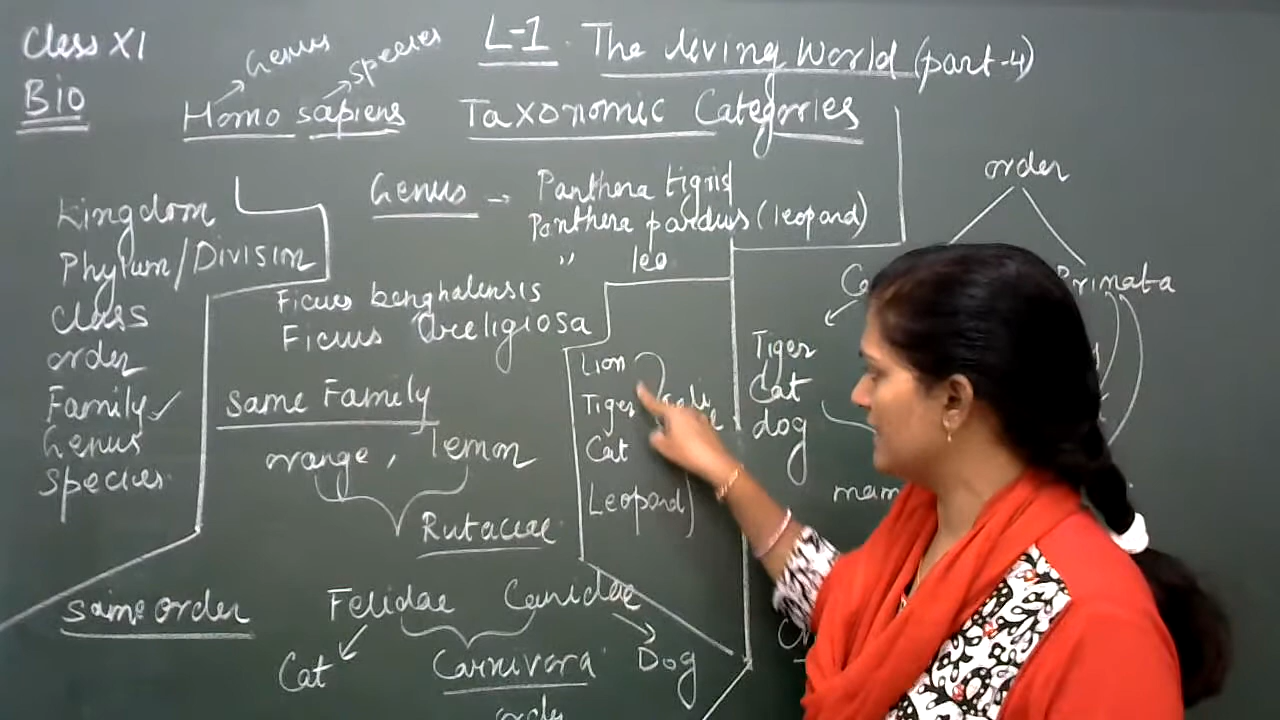 Class XI
Bio
Genus
species
Homo sapiens
L-1. The living World (part-4)
Taxonomic Categories
Kingdom
Phylum/Division
Class
order
Family ✓
Genus
Species
Genus - Panthera tigris
Panthera pardus (leopard)
" leo
Ficus benghalensis
Ficus religiosa
Same Family
orange, lemon
Rutaceae
Lion
Tiger
Cat
Leopard
same order
Felidae Canidae
Cat
Carnivora
Dog
order
order
Primata
Tiger
Cat
dog